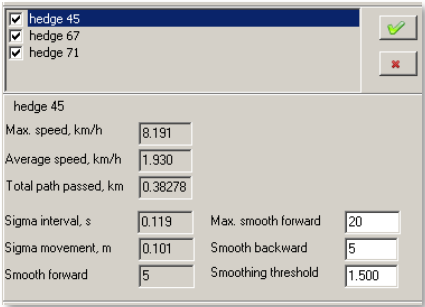 hedge 45
hedge 67
hedge 71
hedge 45
Max. speed, km/h 8.191
Average speed, km/h 1.930
Total path passed, km 0.38278
Sigma interval, s 0.119 Max. smooth forward 20
Sigma movement, m 0.101 Smooth backward 5
Smooth forward 5 Smoothing threshold 1.500